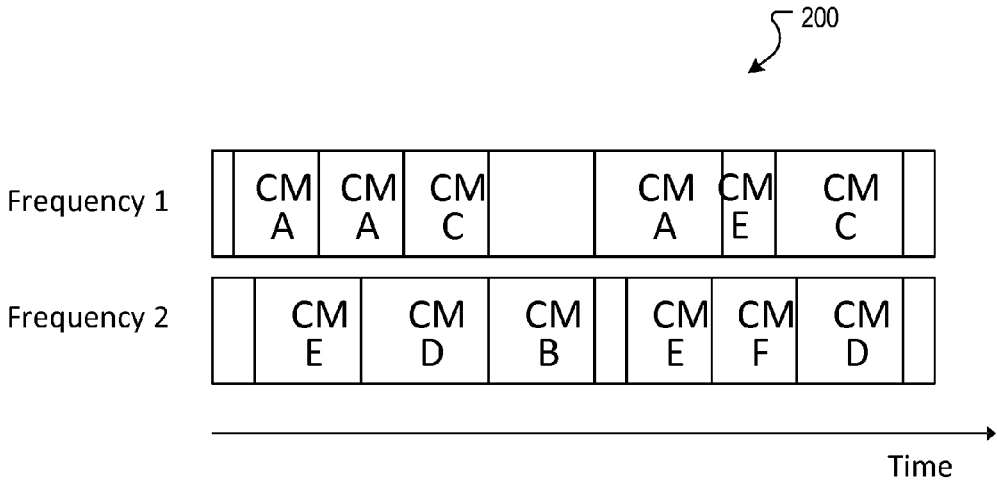 200
Frequency 1
CM CM CM CM CM CM
A A C A E C
Frequency 2
CM CM CM CM CM CM
E D B E F D
Time